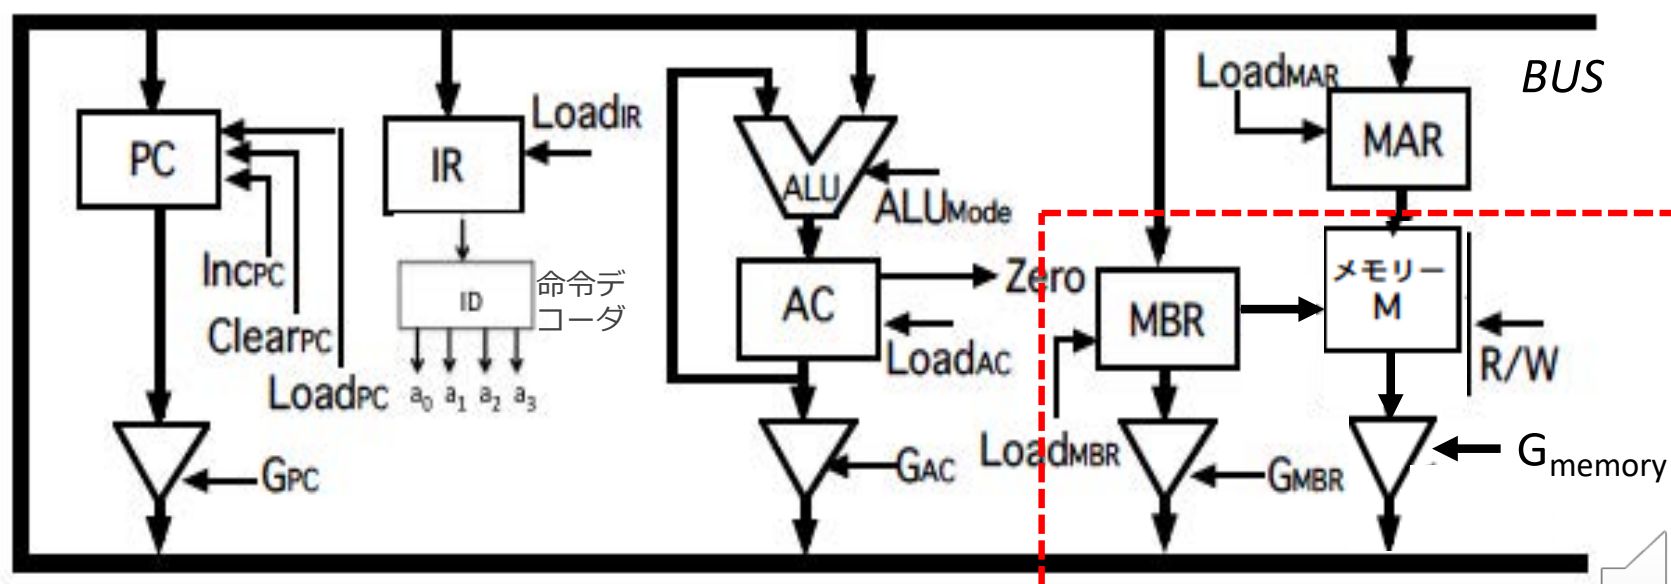 BUS
LoadMAR
MAR
PC
LoadIR
IR
ALU
ALUMode
IncPC
ClearPC
LoadPC
ID
命令デ
コーダ
a0 a1 a2 a3
AC
Zero
LoadAC
MBR
メモリー
M
R/W
LoadMBR
GPC
GAC
GMBR
Gmemory